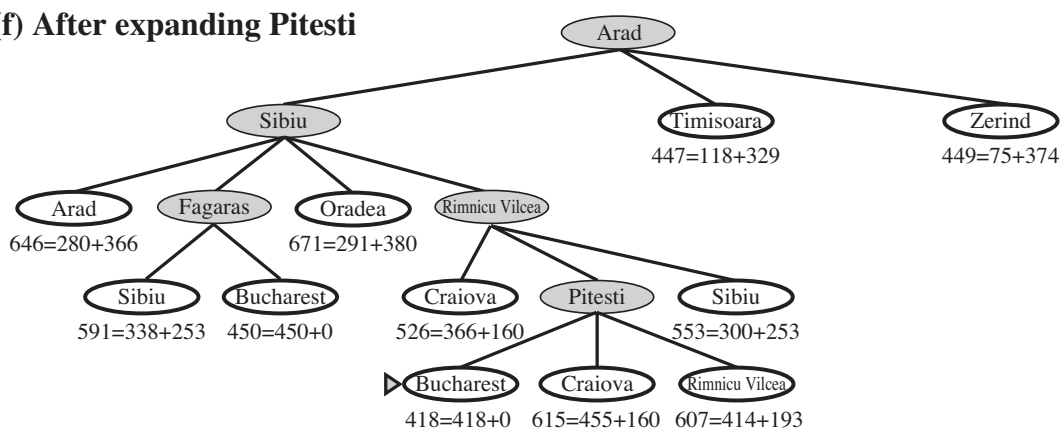 f) After expanding Pitesti
Arad
Sibiu
Timisoara
Zerind
447=118+329
449=75+374
Arad
Fagaras
Oradea
Rimnicu Vilcea
646=280+366
671=291+380
Sibiu
Bucharest
Craiova
Pitesti
Sibiu
591=338+253
450=450+0
526=366+160
553=300+253
Bucharest
Craiova
Rimnicu Vilcea
418=418+0
615=455+160
607=414+193